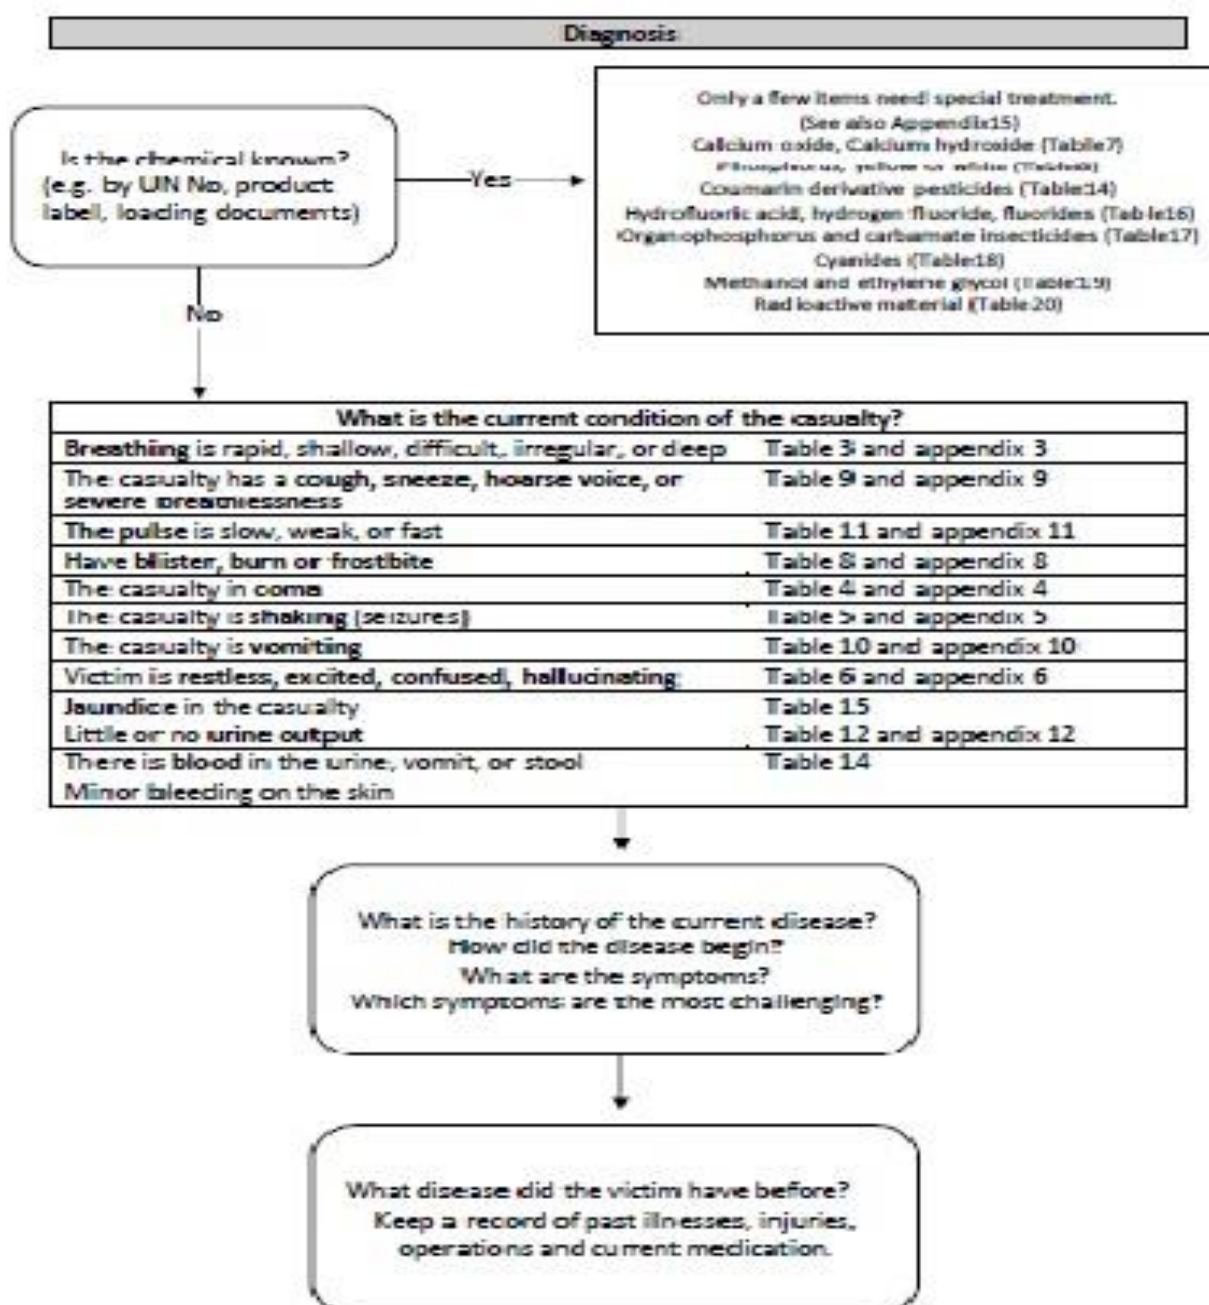 Diagnosis
Is the chemical known?
(e.g. by UN No, product
label, loading documents)
Yes
No
Only a few items need special treatment.
(See also Appendix15)
Calcium oxide, Calcium hydroxide (Table7)
Phosphorus, yellow or white (Table8)
Coumarin derivative pesticides (Table14)
Hydrofluoric acid, hydrogen fluoride, fluorides (Table16)
Organophosphorus and carbamate insecticides (Table17)
Cyanides (Table18)
Methanol and ethylene glycol (Table19)
Radioactive material (Table20)
What is the current condition of the casualty?
Breathing is rapid, shallow, difficult, irregular, or deep Table 3 and appendix 3
The casualty has a cough, sneeze, hoarse voice, or Table 9 and appendix 9
severe breathlessness
The pulse is slow, weak, or fast Table 11 and appendix 11
Have blister, burn or frostbite Table 8 and appendix 8
The casualty in coma Table 4 and appendix 4
The casualty is shaking (seizures) Table 5 and appendix 5
The casualty is vomiting Table 10 and appendix 10
Victim is restless, excited, confused, hallucinating Table 6 and appendix 6
Jaundice in the casualty Table 15
Little or no urine output Table 12 and appendix 12
There is blood in the urine, vomit, or stool Table 14
Minor bleeding on the skin
What is the history of the current disease?
How did the disease begin?
What are the symptoms?
Which symptoms are the most challenging?
What disease did the victim have before?
Keep a record of past illnesses, injuries,
operations and current medication.